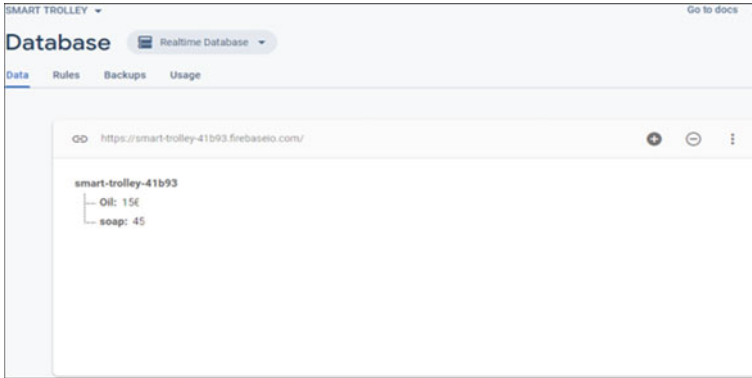 SMART TROLLEY Go to docs
Database Realtime Database
Data Rules Backups Usage
https://smart-trolley-41b93.firebaseio.com/
smart-trolley-41b93
Oil:
soap: 45